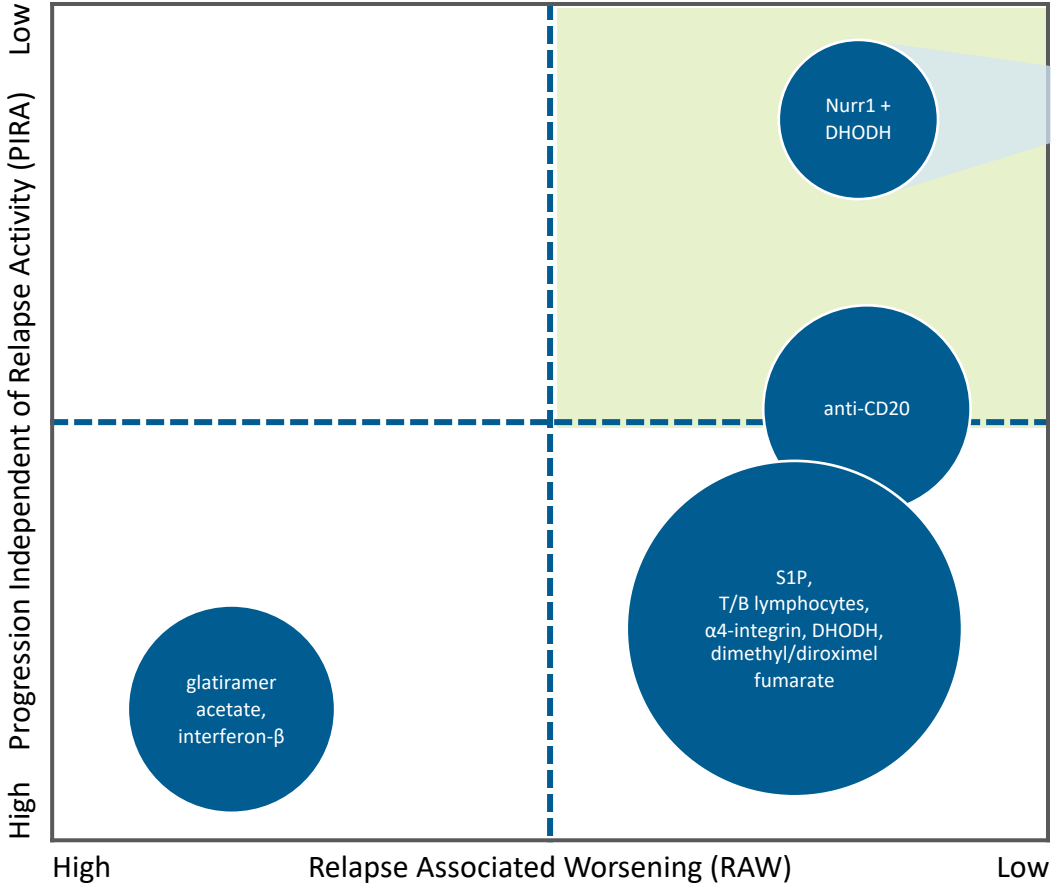 Low
Progression Independent of Relapse Activity (PIRA)
High
Nurr1 +
DHODH
anti-CD20
S1P,
T/B lymphocytes,
α4-integrin, DHODH,
dimethyl/diroximel
fumarate
glatiramer
acetate,
interferon-β
High
Relapse Associated Worsening (RAW)
Low